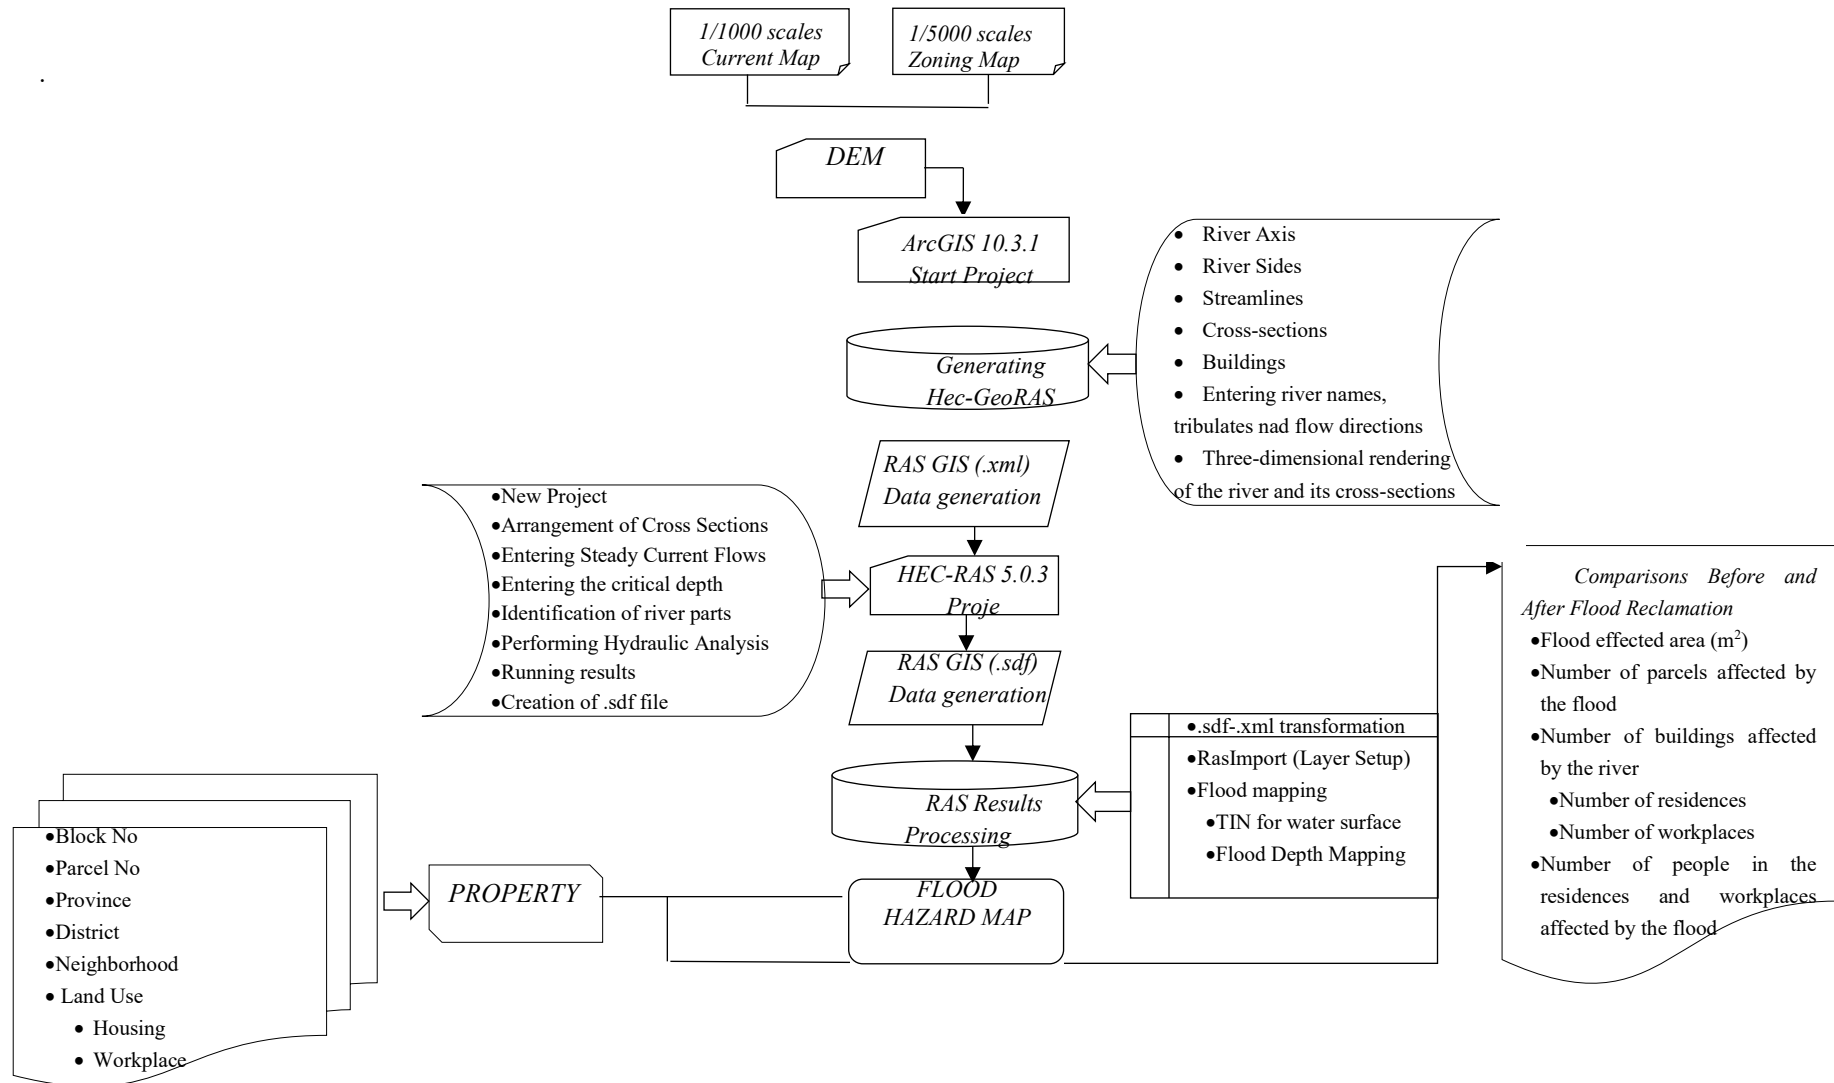 1/1000 scales
Current Map
1/5000 scales
Zoning Map
.
DEM
ArcGIS 10.3.1
Start Project
• River Axis
• River Sides
• Streamlines
• Cross-sections
• Buildings
• Entering river names,
tribulates nad flow directions
• Three-dimensional rendering
of the river and its cross-sections
Generating
Hec-GeoRAS
RAS GIS (.xml)
Data generation
•New Project
•Arrangement of Cross Sections
•Entering Steady Current Flows
•Entering the critical depth
•Identification of river parts
•Performing Hydraulic Analysis
•Running results
•Creation of .sdf file
HEC-RAS 5.0.3
Proje
RAS GIS (.sdf)
Data generation
•.sdf-.xml transformation
•RasImport (Layer Setup)
•Flood mapping
•TIN for water surface
•Flood Depth Mapping
RAS Results
Processing
•Block No
•Parcel No
•Province
•District
•Neighborhood
• Land Use
• Housing
• Workplace
PROPERTY
FLOOD
HAZARD MAP
Comparisons Before and
After Flood Reclamation
•Flood effected area (m²)
•Number of parcels affected by
the flood
•Number of buildings affected
by the river
•Number of residences
•Number of workplaces
•Number of people in the
residences and workplaces
affected by the flood